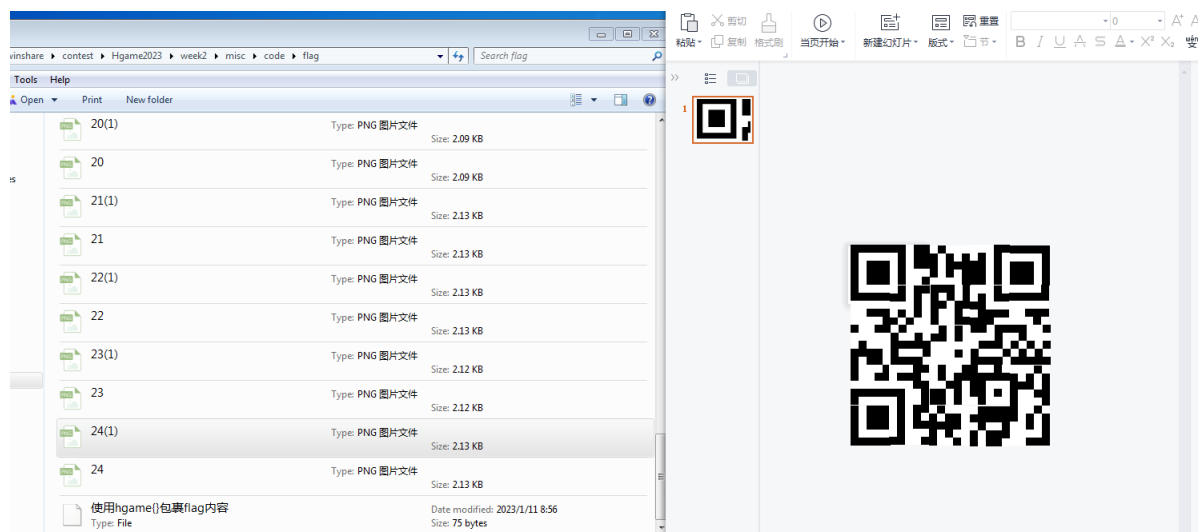 winshare ▸ contest ▸ Hgame2023 ▸ week2 ▸ misc ▸ code ▸ flag
Search flag
Tools Help
Open Print New folder
20(1) Type: PNG 图片文件
Size: 2.09 KB
20 Type: PNG 图片文件
Size: 2.09 KB
21(1) Type: PNG 图片文件
Size: 2.13 KB
21 Type: PNG 图片文件
Size: 2.13 KB
22(1) Type: PNG 图片文件
Size: 2.13 KB
22 Type: PNG 图片文件
Size: 2.13 KB
23(1) Type: PNG 图片文件
Size: 2.12 KB
23 Type: PNG 图片文件
Size: 2.12 KB
24(1) Type: PNG 图片文件
Size: 2.13 KB
24 Type: PNG 图片文件
Size: 2.13 KB
使用hgame{}包裹flag内容 Date modified: 2023/1/11 8:56
Type: File Size: 75 bytes
剪切
粘贴 复制 格式刷 当页开始 新建幻灯片 版式 节
重置
0
B I U A S A X² X₂
1